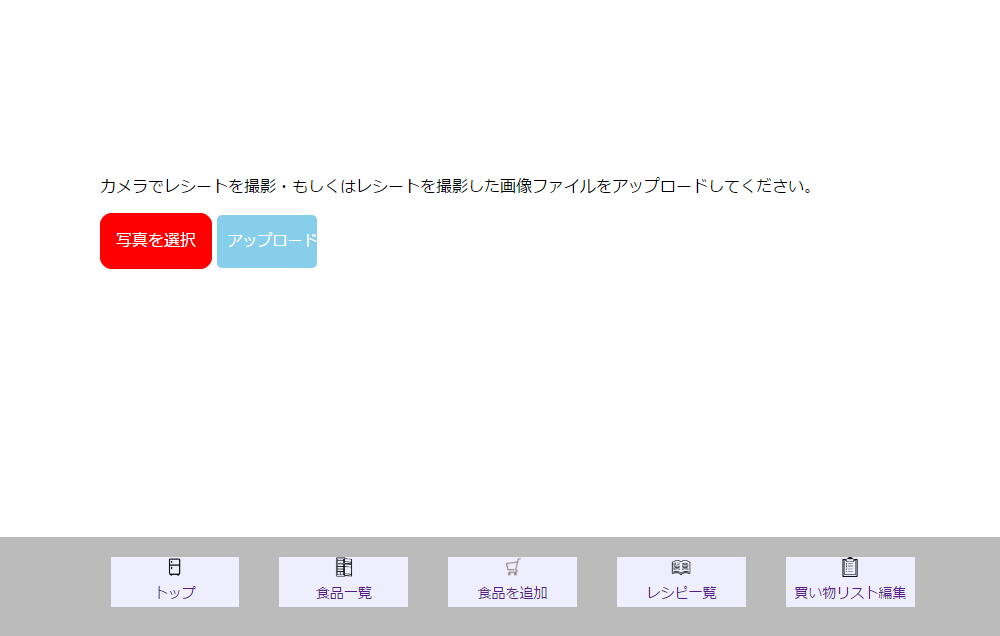 カメラでレシートを撮影・もしくはレシートを撮影した画像ファイルをアップロードしてください。
写真を選択 アップロード
トップ 食品一覧 食品を追加 レシピ一覧 買い物リスト編集